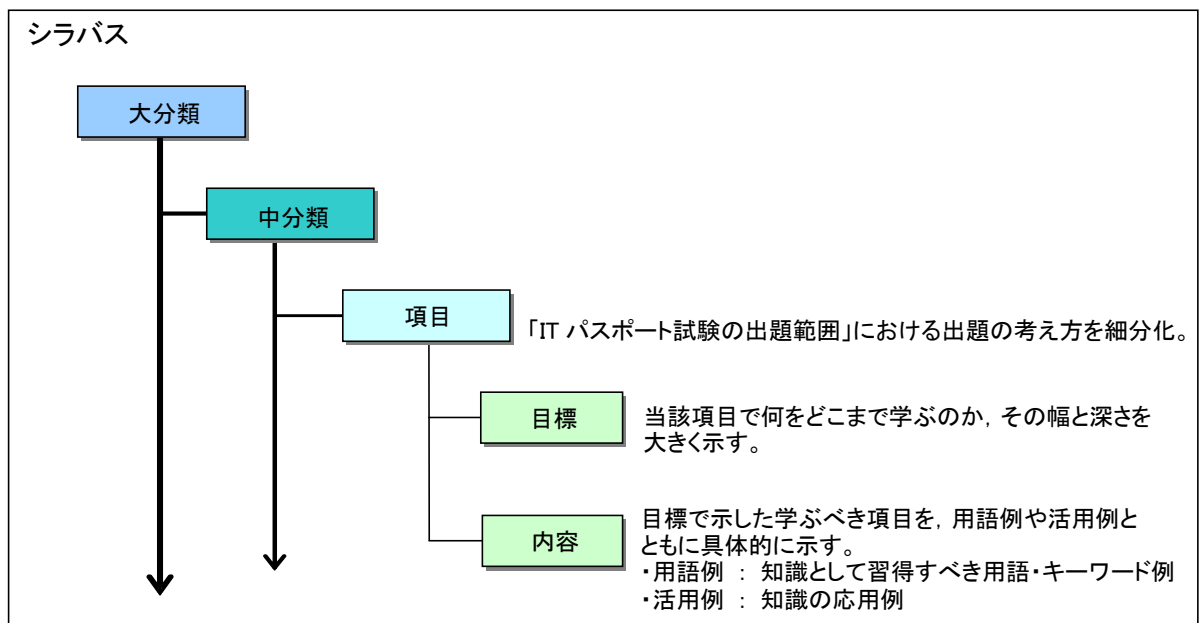 シラバス
大分類
中分類
項目
「IT パスポート試験の出題範囲」における出題の考え方を細分化。
目標
当該項目で何をどこまで学ぶのか，その幅と深さを
大きく示す。
内容
目標で示した学ぶべき項目を，用語例や活用例と
ともに具体的に示す。
・用語例 ： 知識として習得すべき用語・キーワード例
・活用例 ： 知識の応用例